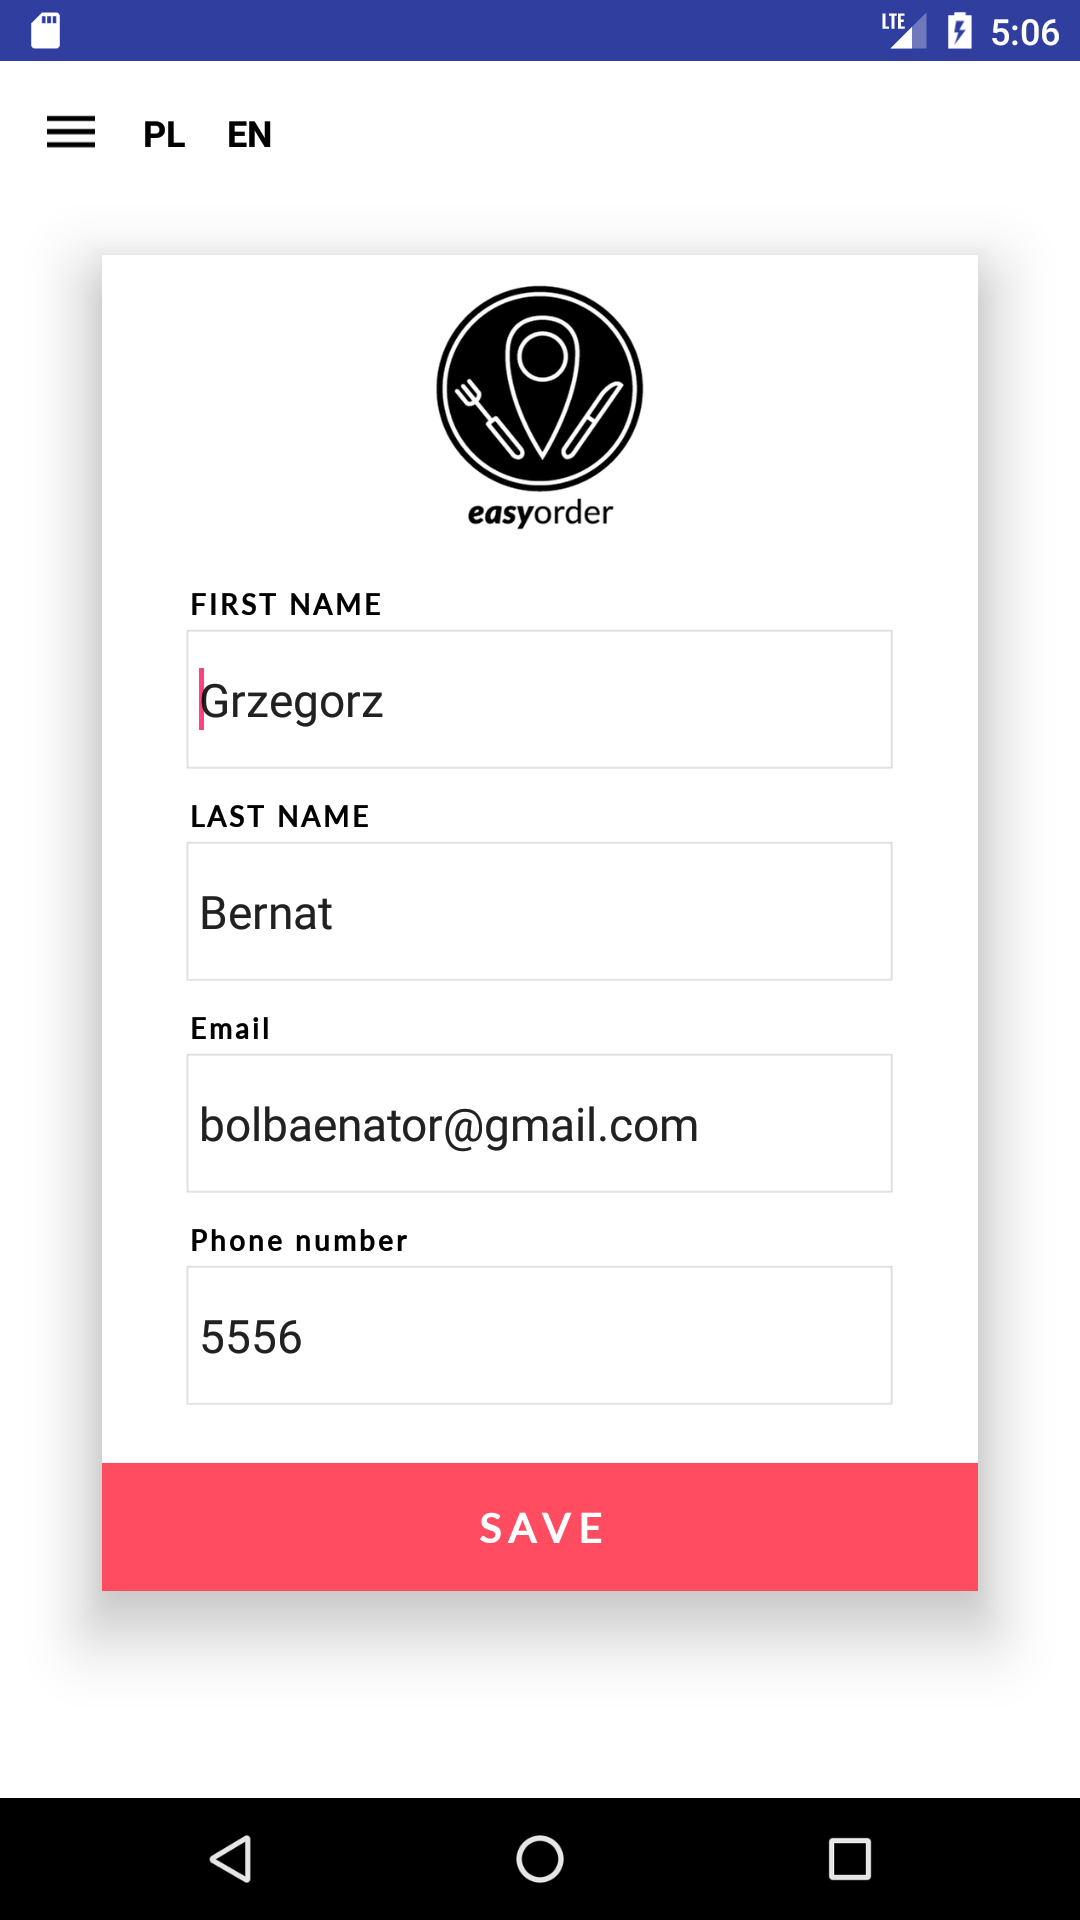 LTE 5:06
PL EN
easyorder
FIRST NAME
Grzegorz
LAST NAME
Bernat
Email
bolbaenator@gmail.com
Phone number
5556
SAVE